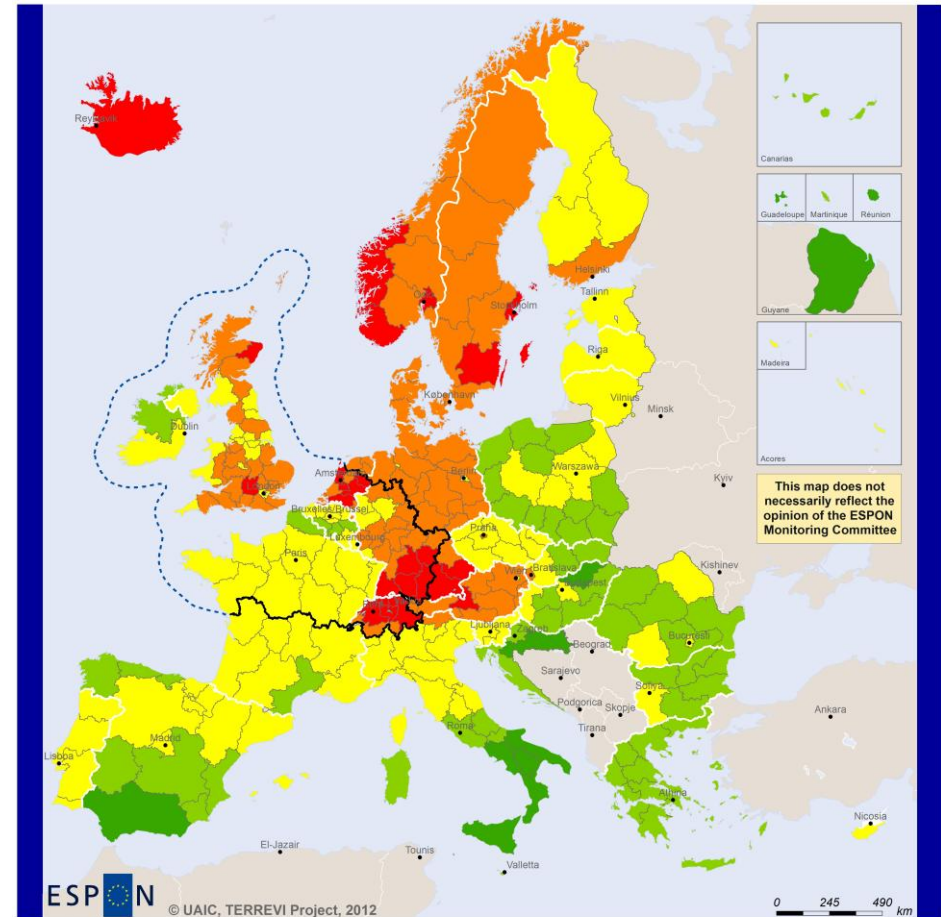 Reykjavik
Canarias
Guadeloupe
Martinique
Réunion
Guyane
Madeira
Acores
This map does not
necessarily reflect the
opinion of the ESPON
Monitoring Committee
Oslo
Helsinki
Tallinn
Stockholm
Riga
København
Vilnius
Minsk
Dublin
London
Amsterdam
Berlin
Warszawa
Kyiv
Bruxelles/Brussel
Luxembourg
Praha
Paris
Wien
Bratislava
Budapest
Kishinev
Ljubljana
Zagreb
Beograd
Bucuresti
Sarajevo
Sofiya
Podgorica
Skopje
Tirana
Ankara
Roma
Madrid
Lisboa
Athina
Nicosia
El-Jazair
Tounis
Valletta
ESPON
© UAIC, TERREVI Project, 2012
0 245 490
km